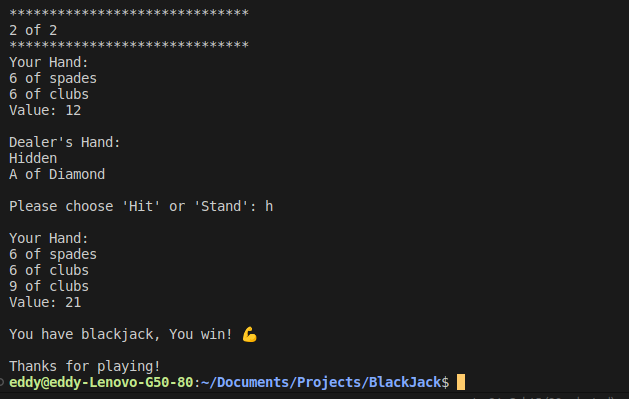 ******************************
2 of 2
******************************
Your Hand:
6 of spades
6 of clubs
Value: 12
Dealer's Hand:
Hidden
A of Diamond
Please choose 'Hit' or 'Stand': h
Your Hand:
6 of spades
6 of clubs
9 of clubs
Value: 21
You have blackjack, You win! 💪
Thanks for playing!
eddy@eddy-Lenovo-G50-80:~/Documents/Projects/BlackJack$